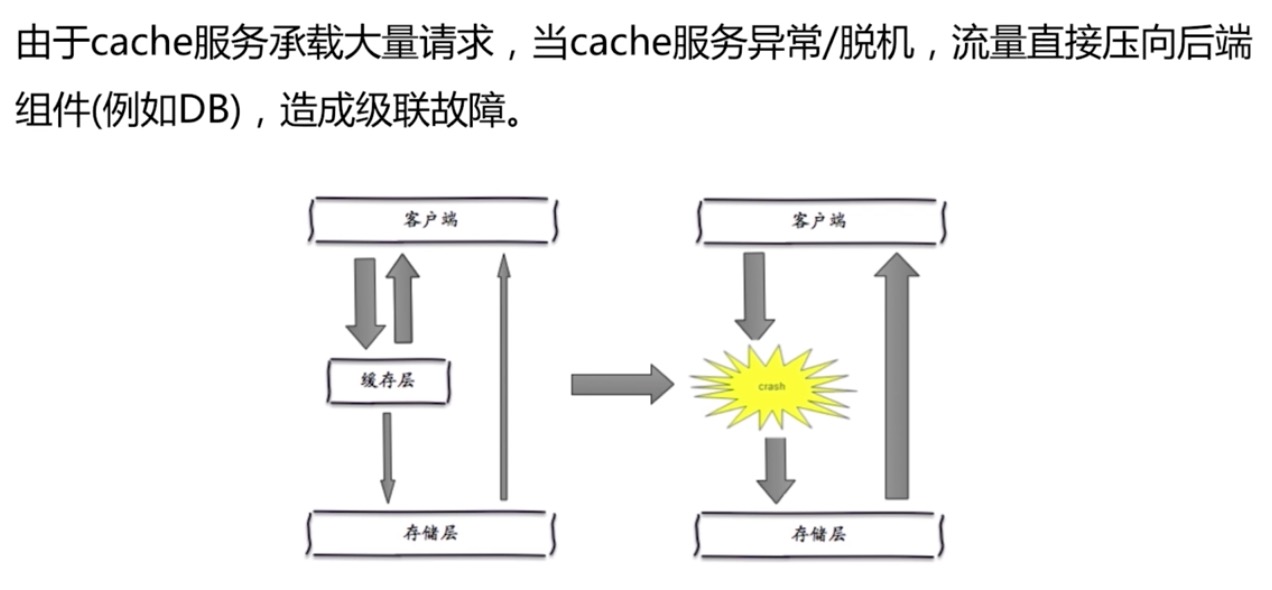 由于cache服务承载大量请求，当cache服务异常/脱机，流量直接压向后端
组件(例如DB)，造成级联故障。
客户端
客户端
缓存层
crash
存储层
存储层